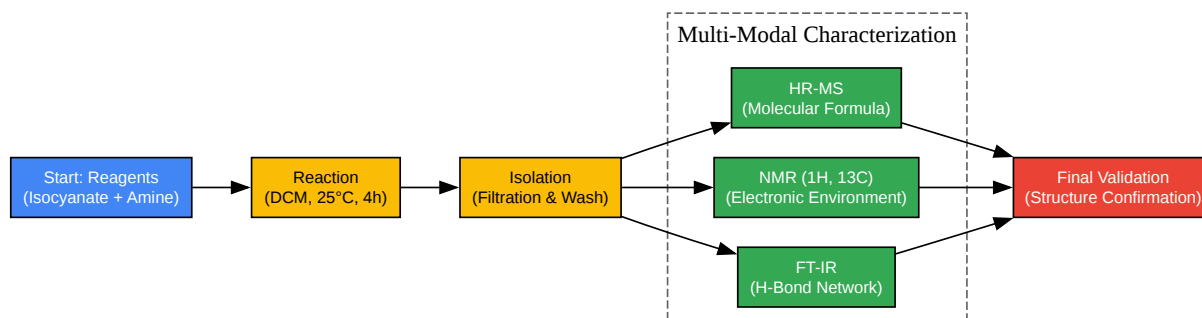 Multi-Modal Characterization
Start: Reagents
(Isocyanate + Amine)
Reaction
(DCM, 25°C, 4h)
Isolation
(Filtration & Wash)
HR-MS
(Molecular Formula)
NMR (1H, 13C)
(Electronic Environment)
FT-IR
(H-Bond Network)
Final Validation
(Structure Confirmation)